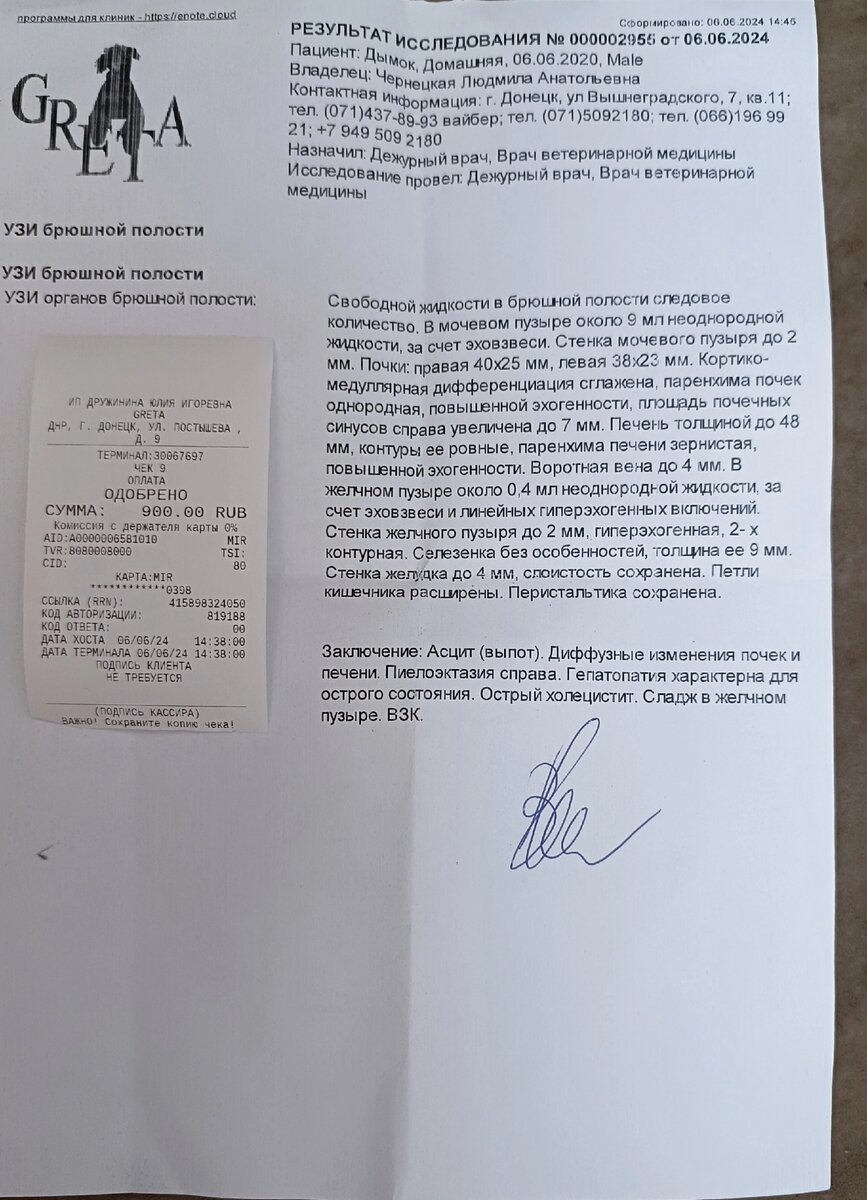 программы для клиник - https://enote.cloud
Сформировано: 06.06.2024 14:45
GRETA
РЕЗУЛЬТАТ ИССЛЕДОВАНИЯ № 000002955 от 06.06.2024
Пациент: Дымок, Домашняя, 06.06.2020, Male
Владелец: Чернецкая Людмила Анатольевна
Контактная информация: г. Донецк, ул Вышнеградского, 7, кв.11;
тел. (071)437-89-93 вайбер; тел. (071)5092180; тел. (066)196 99
21; +7 949 509 2180
Назначил: Дежурный врач, Врач ветеринарной медицины
Исследование провел: Дежурный врач, Врач ветеринарной
медицины
УЗИ брюшной полости
УЗИ брюшной полости
УЗИ органов брюшной полости:
Свободной жидкости в брюшной полости следовое
количество. В мочевом пузыре около 9 мл неоднородной
жидкости, за счет эховзвеси. Стенка мочевого пузыря до 2
мм. Почки: правая 40х25 мм, левая 38х23 мм. Кортико-
медуллярная дифференциация сглажена, паренхима почек
однородная, повышенной эхогенности, площадь почечных
синусов справа увеличена до 7 мм. Печень толщиной до 48
мм, контуры ее ровные, паренхима печени зернистая,
повышенной эхогенности. Воротная вена до 4 мм. В
желчном пузыре около 0,4 мл неоднородной жидкости, за
счет эховзвеси и линейных гиперэхогенных включений.
Стенка желчного пузыря до 2 мм, гиперэхогенная, 2- х
контурная. Селезенка без особенностей, толщина ее 9 мм.
Стенка желудка до 4 мм, слоистость сохранена. Петли
кишечника расширены. Перистальтика сохранена.
Заключение: Асцит (выпот). Диффузные изменения почек и
печени. Пиелоэктазия справа. Гепатопатия характерна для
острого состояния. Острый холецистит. Сладж в желчном
пузыре. ВЗК.
ИП ДРУЖИНИНА ЮЛИЯ ИГОРЕВНА
GRETA
ДНР, Г. ДОНЕЦК, УЛ. ПОСТЫШЕВА ,
Д. 9
ТЕРМИНАЛ:30067697
ЧЕК 9
ОПЛАТА
ОДОБРЕНО
СУММА: 900.00 RUB
Комиссия с держателя карты 0%
AID:A0000006581010 MIR
TVR:8080008000 TSI:
CID: 80
КАРТА:MIR
************0398
ССЫЛКА (RRN): 415898324050
КОД АВТОРИЗАЦИИ: 819188
КОД ОТВЕТА: 00
ДАТА ХОСТА 06/06/24 14:38:00
ДАТА ТЕРМИНАЛА 06/06/24 14:38:00
ПОДПИСЬ КЛИЕНТА
НЕ ТРЕБУЕТСЯ
(ПОДПИСЬ КАССИРА)
ВАЖНО! Сохраните копию чека!